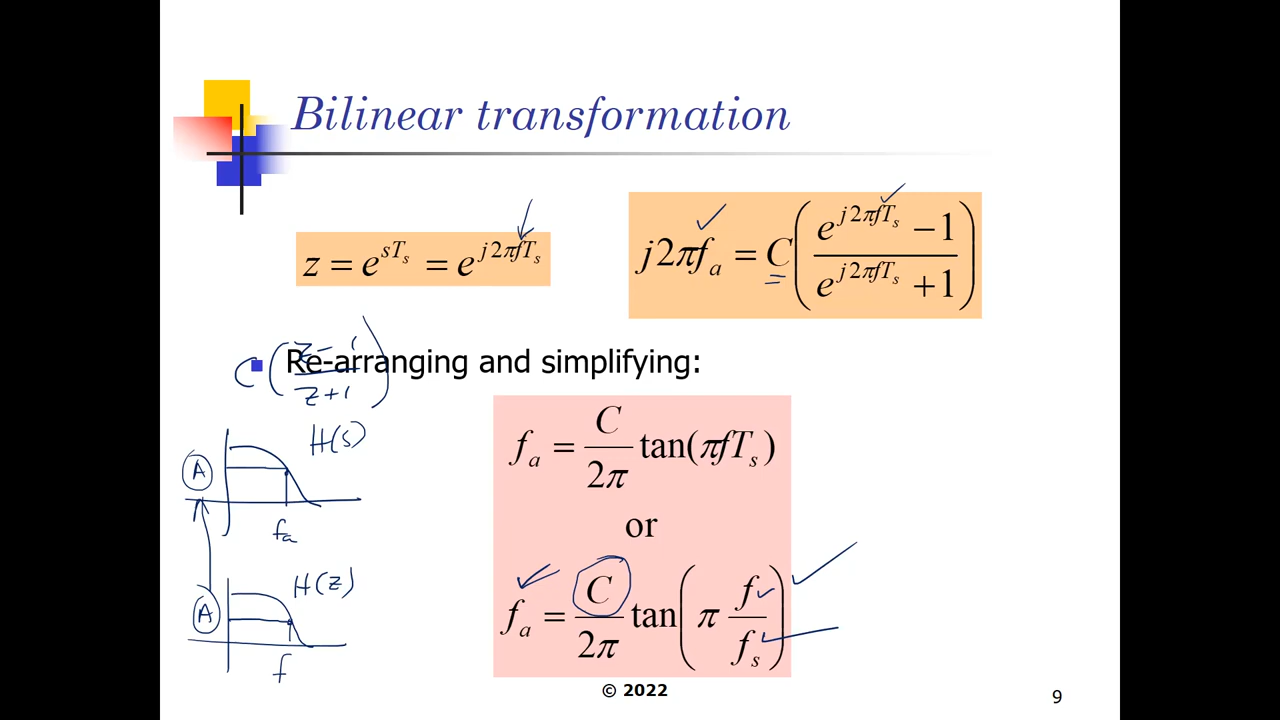 Bilinear transformation
z = e^{sT_s} = e^{j2πfT_s}
j2πf_a = C ( (e^{j2πfT_s} − 1) / (e^{j2πfT_s} + 1) )
C ( (z − 1) / (z + 1) )
Re-arranging and simplifying:
f_a = C / 2π tan(πfT_s)
or
f_a = C / 2π tan( π f / f_s )
H(s)
A
f_a
H(z)
A
f
© 2022
9